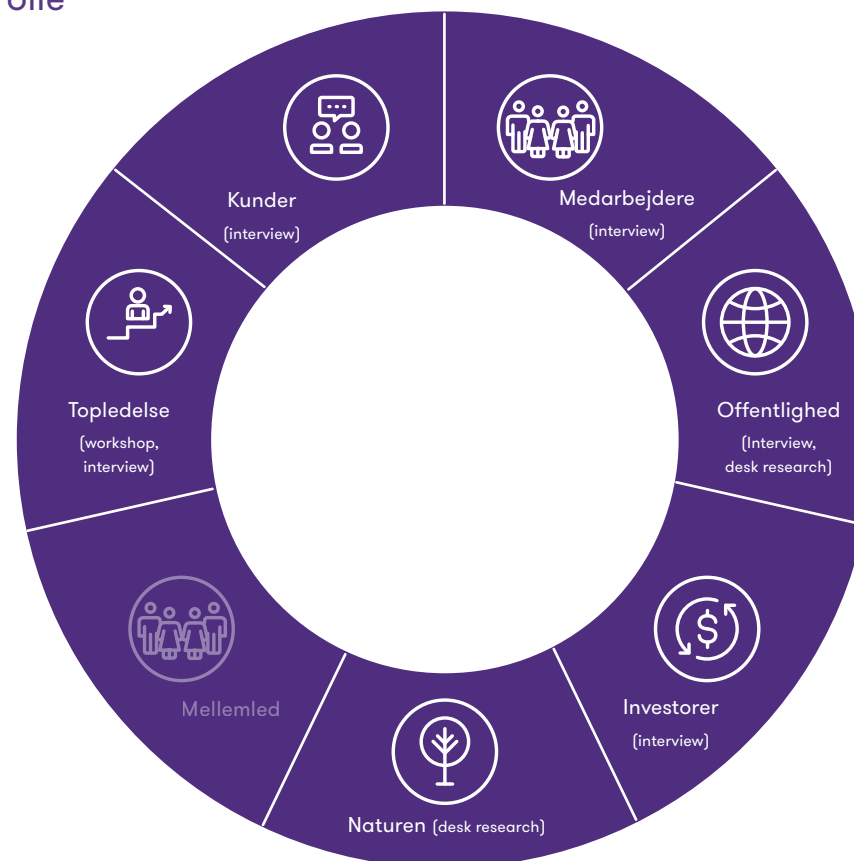 Kunder
(interview)
Medarbejdere
(interview)
Topledelse
(workshop,
interview)
Offentlighed
(Interview,
desk research)
Mellemled
Investorer
(interview)
Naturen (desk research)